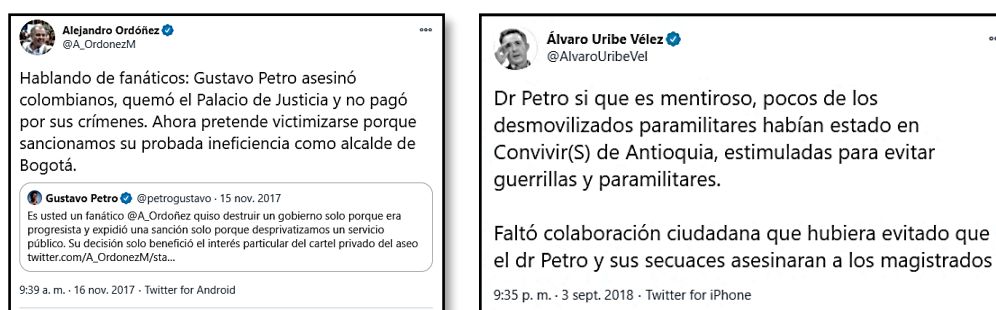 Alejandro Ordóñez
@A_OrdonezM
Hablando de fanáticos: Gustavo Petro asesinó
colombianos, quemó el Palacio de Justicia y no pagó
por sus crímenes. Ahora pretende victimizarse porque
sancionamos su probada ineficiencia como alcalde de
Bogotá.
Gustavo Petro @petrogustavo · 15 nov. 2017
Es usted un fanático @A_Ordoñez quiso destruir un gobierno solo porque era
progresista y expidió una sanción solo porque desprivatizamos un servicio
público. Su decisión solo benefició el interés particular del cartel privado del aseo
twitter.com/A_OrdonezM/sta...
9:39 a. m. · 16 nov. 2017 · Twitter for Android
Álvaro Uribe Vélez
@AlvaroUribeVel
Dr Petro si que es mentiroso, pocos de los
desmovilizados paramilitares habían estado en
Convivir(S) de Antioquia, estimuladas para evitar
guerrillas y paramilitares.
Faltó colaboración ciudadana que hubiera evitado que
el dr Petro y sus secuaces asesinaran a los magistrados
9:35 p. m. · 3 sept. 2018 · Twitter for iPhone